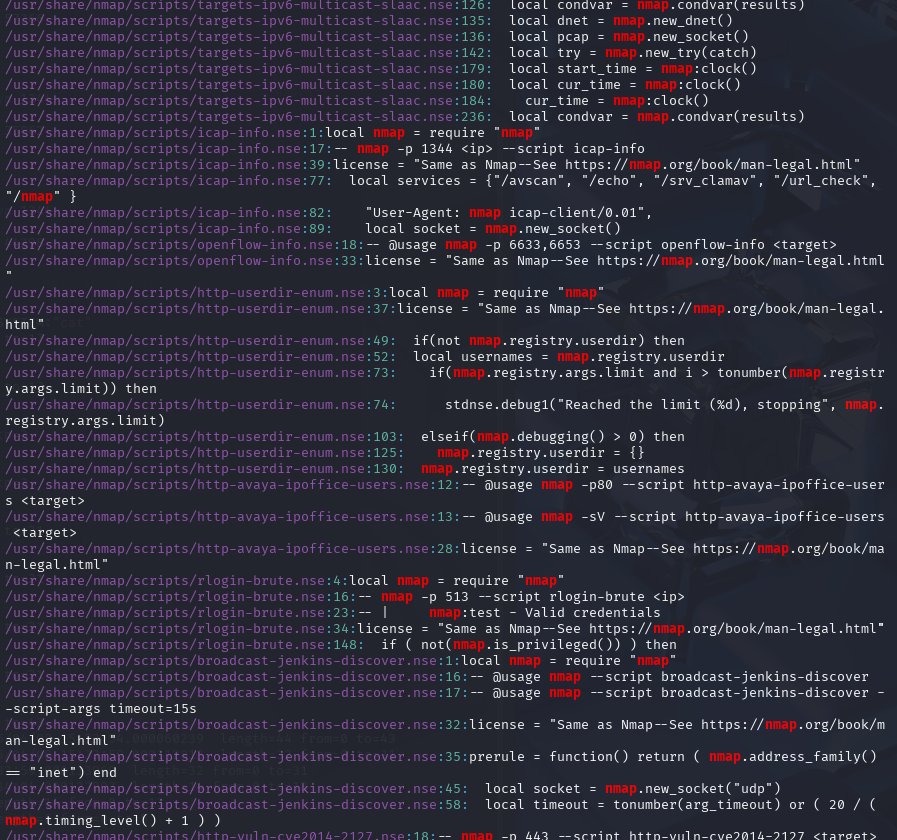 /usr/share/nmap/scripts/targets-ipv6-multicast-slaac.nse:126:  local condvar = nmap.condvar(results)
/usr/share/nmap/scripts/targets-ipv6-multicast-slaac.nse:135:  local dnet = nmap.new_dnet()
/usr/share/nmap/scripts/targets-ipv6-multicast-slaac.nse:136:  local pcap = nmap.new_socket()
/usr/share/nmap/scripts/targets-ipv6-multicast-slaac.nse:142:  local try = nmap.new_try(catch)
/usr/share/nmap/scripts/targets-ipv6-multicast-slaac.nse:179:  local start_time = nmap:clock()
/usr/share/nmap/scripts/targets-ipv6-multicast-slaac.nse:180:  local cur_time = nmap:clock()
/usr/share/nmap/scripts/targets-ipv6-multicast-slaac.nse:184:    cur_time = nmap:clock()
/usr/share/nmap/scripts/targets-ipv6-multicast-slaac.nse:236:  local condvar = nmap.condvar(results)
/usr/share/nmap/scripts/icap-info.nse:1:local nmap = require "nmap"
/usr/share/nmap/scripts/icap-info.nse:17:-- nmap -p 1344 <ip> --script icap-info
/usr/share/nmap/scripts/icap-info.nse:39:license = "Same as Nmap--See https://nmap.org/book/man-legal.html"
/usr/share/nmap/scripts/icap-info.nse:77:  local services = {"/avscan", "/echo", "/srv_clamav", "/url_check",
"/nmap" }
/usr/share/nmap/scripts/icap-info.nse:82:    "User-Agent: nmap icap-client/0.01",
/usr/share/nmap/scripts/icap-info.nse:89:    local socket = nmap.new_socket()
/usr/share/nmap/scripts/openflow-info.nse:18:-- @usage nmap -p 6633,6653 --script openflow-info <target>
/usr/share/nmap/scripts/openflow-info.nse:33:license = "Same as Nmap--See https://nmap.org/book/man-legal.html
"
/usr/share/nmap/scripts/http-userdir-enum.nse:3:local nmap = require "nmap"
/usr/share/nmap/scripts/http-userdir-enum.nse:37:license = "Same as Nmap--See https://nmap.org/book/man-legal.
html"
/usr/share/nmap/scripts/http-userdir-enum.nse:49:  if(not nmap.registry.userdir) then
/usr/share/nmap/scripts/http-userdir-enum.nse:52:  local usernames = nmap.registry.userdir
/usr/share/nmap/scripts/http-userdir-enum.nse:73:    if(nmap.registry.args.limit and i > tonumber(nmap.registr
y.args.limit)) then
/usr/share/nmap/scripts/http-userdir-enum.nse:74:      stdnse.debug1("Reached the limit (%d), stopping", nmap.
registry.args.limit)
/usr/share/nmap/scripts/http-userdir-enum.nse:103:  elseif(nmap.debugging() > 0) then
/usr/share/nmap/scripts/http-userdir-enum.nse:125:    nmap.registry.userdir = {}
/usr/share/nmap/scripts/http-userdir-enum.nse:130:  nmap.registry.userdir = usernames
/usr/share/nmap/scripts/http-avaya-ipoffice-users.nse:12:-- @usage nmap -p80 --script http-avaya-ipoffice-user
s <target>
/usr/share/nmap/scripts/http-avaya-ipoffice-users.nse:13:-- @usage nmap -sV --script http-avaya-ipoffice-users
 <target>
/usr/share/nmap/scripts/http-avaya-ipoffice-users.nse:28:license = "Same as Nmap--See https://nmap.org/book/ma
n-legal.html"
/usr/share/nmap/scripts/rlogin-brute.nse:4:local nmap = require "nmap"
/usr/share/nmap/scripts/rlogin-brute.nse:16:-- nmap -p 513 --script rlogin-brute <ip>
/usr/share/nmap/scripts/rlogin-brute.nse:23:-- |     nmap:test - Valid credentials
/usr/share/nmap/scripts/rlogin-brute.nse:34:license = "Same as Nmap--See https://nmap.org/book/man-legal.html"
/usr/share/nmap/scripts/rlogin-brute.nse:148:  if ( not(nmap.is_privileged()) ) then
/usr/share/nmap/scripts/broadcast-jenkins-discover.nse:1:local nmap = require "nmap"
/usr/share/nmap/scripts/broadcast-jenkins-discover.nse:16:-- @usage nmap --script broadcast-jenkins-discover
/usr/share/nmap/scripts/broadcast-jenkins-discover.nse:17:-- @usage nmap --script broadcast-jenkins-discover -
-script-args timeout=15s
/usr/share/nmap/scripts/broadcast-jenkins-discover.nse:32:license = "Same as Nmap--See https://nmap.org/book/m
an-legal.html"
/usr/share/nmap/scripts/broadcast-jenkins-discover.nse:35:prerule = function() return ( nmap.address_family()
== "inet") end
/usr/share/nmap/scripts/broadcast-jenkins-discover.nse:45:  local socket = nmap.new_socket("udp")
/usr/share/nmap/scripts/broadcast-jenkins-discover.nse:58:  local timeout = tonumber(arg_timeout) or ( 20 / (
nmap.timing_level() + 1 ) )
/usr/share/nmap/scripts/http-vuln-cve2014-2127.nse:18:-- nmap -p 443 --script http-vuln-cve2014-2127 <target>